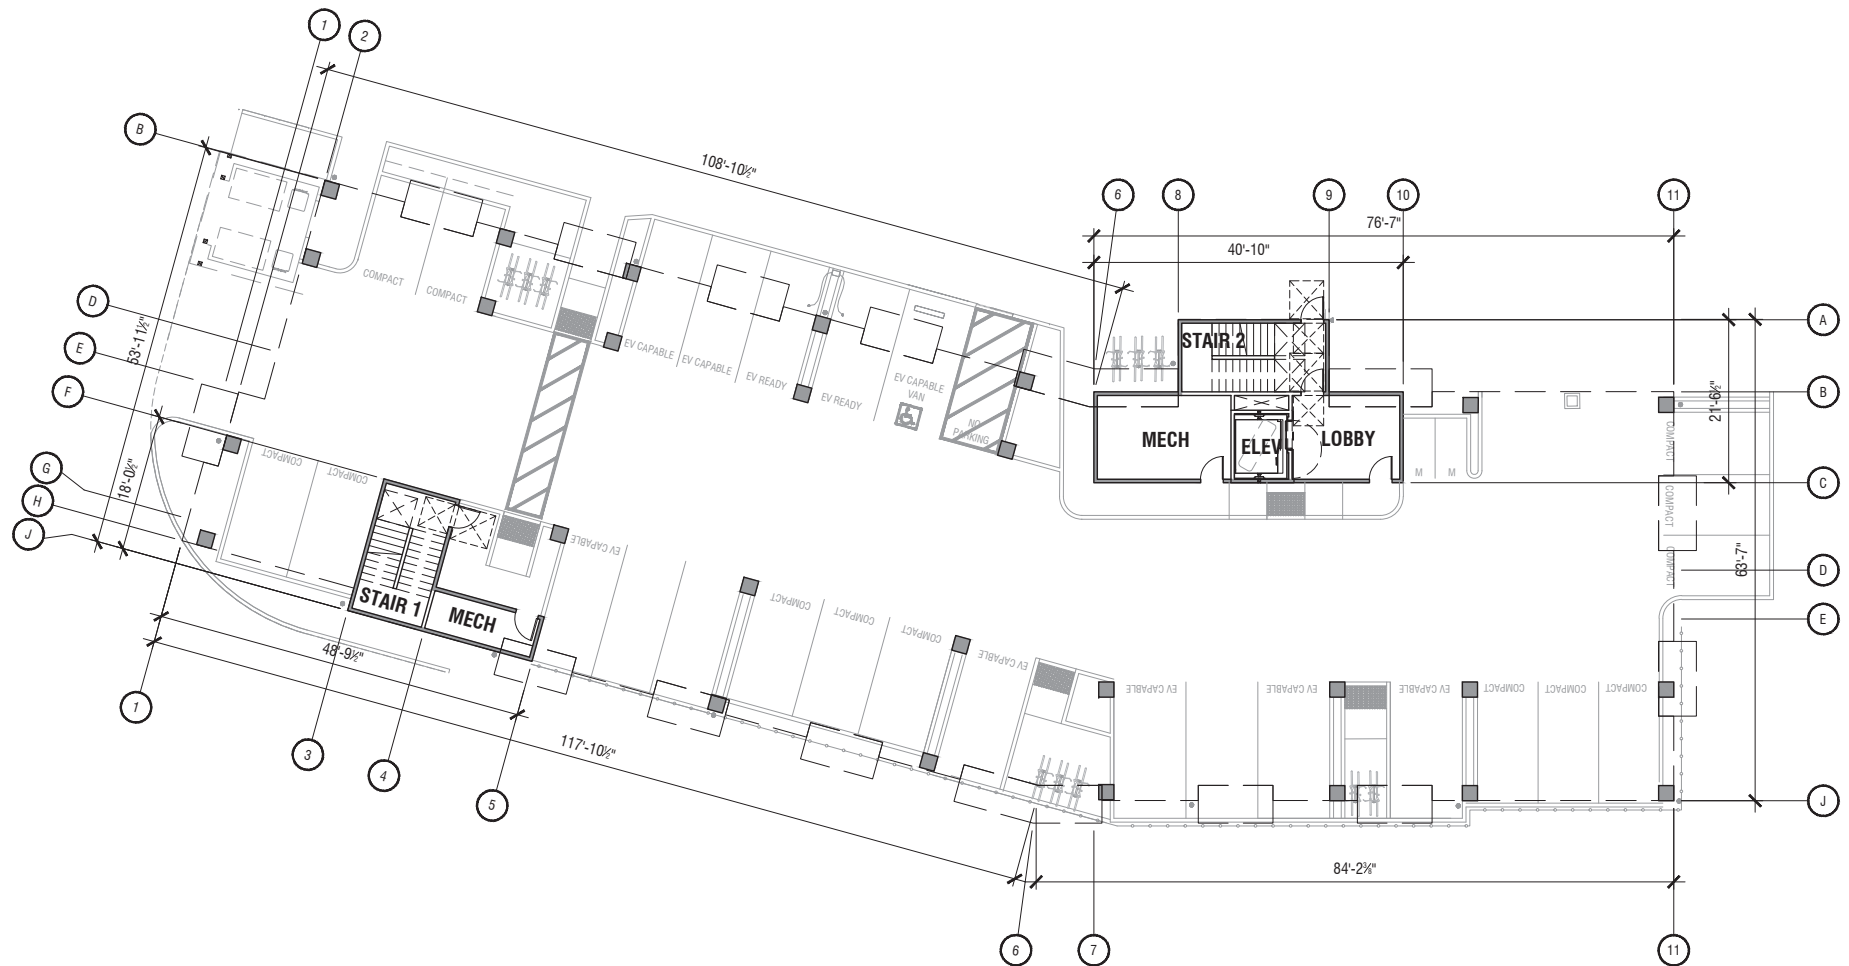 1
2
B
108'-10½"
6
8
9
10
11
76'-7"
40'-10"
COMPACT
COMPACT
D
E
F
63'-11½"
18'-0½"
G
H
J
A
B
C
D
E
J
21'-6½"
63'-7"
STAIR 2
EV CAPABLE
EV CAPABLE
EV READY
EV READY
EV CAPABLE
VAN
NO
PARKING
MECH
ELEV
LOBBY
M
M
COMPACT
COMPACT
COMPACT
COMPACT
COMPACT
EV CAPABLE
STAIR 1
MECH
COMPACT
COMPACT
COMPACT
EV CAPABLE
EV CAPABLE
EV CAPABLE
EV CAPABLE
COMPACT
COMPACT
COMPACT
48'-9½"
117'-10½"
84'-2⅜"
1
3
4
5
6
7
11